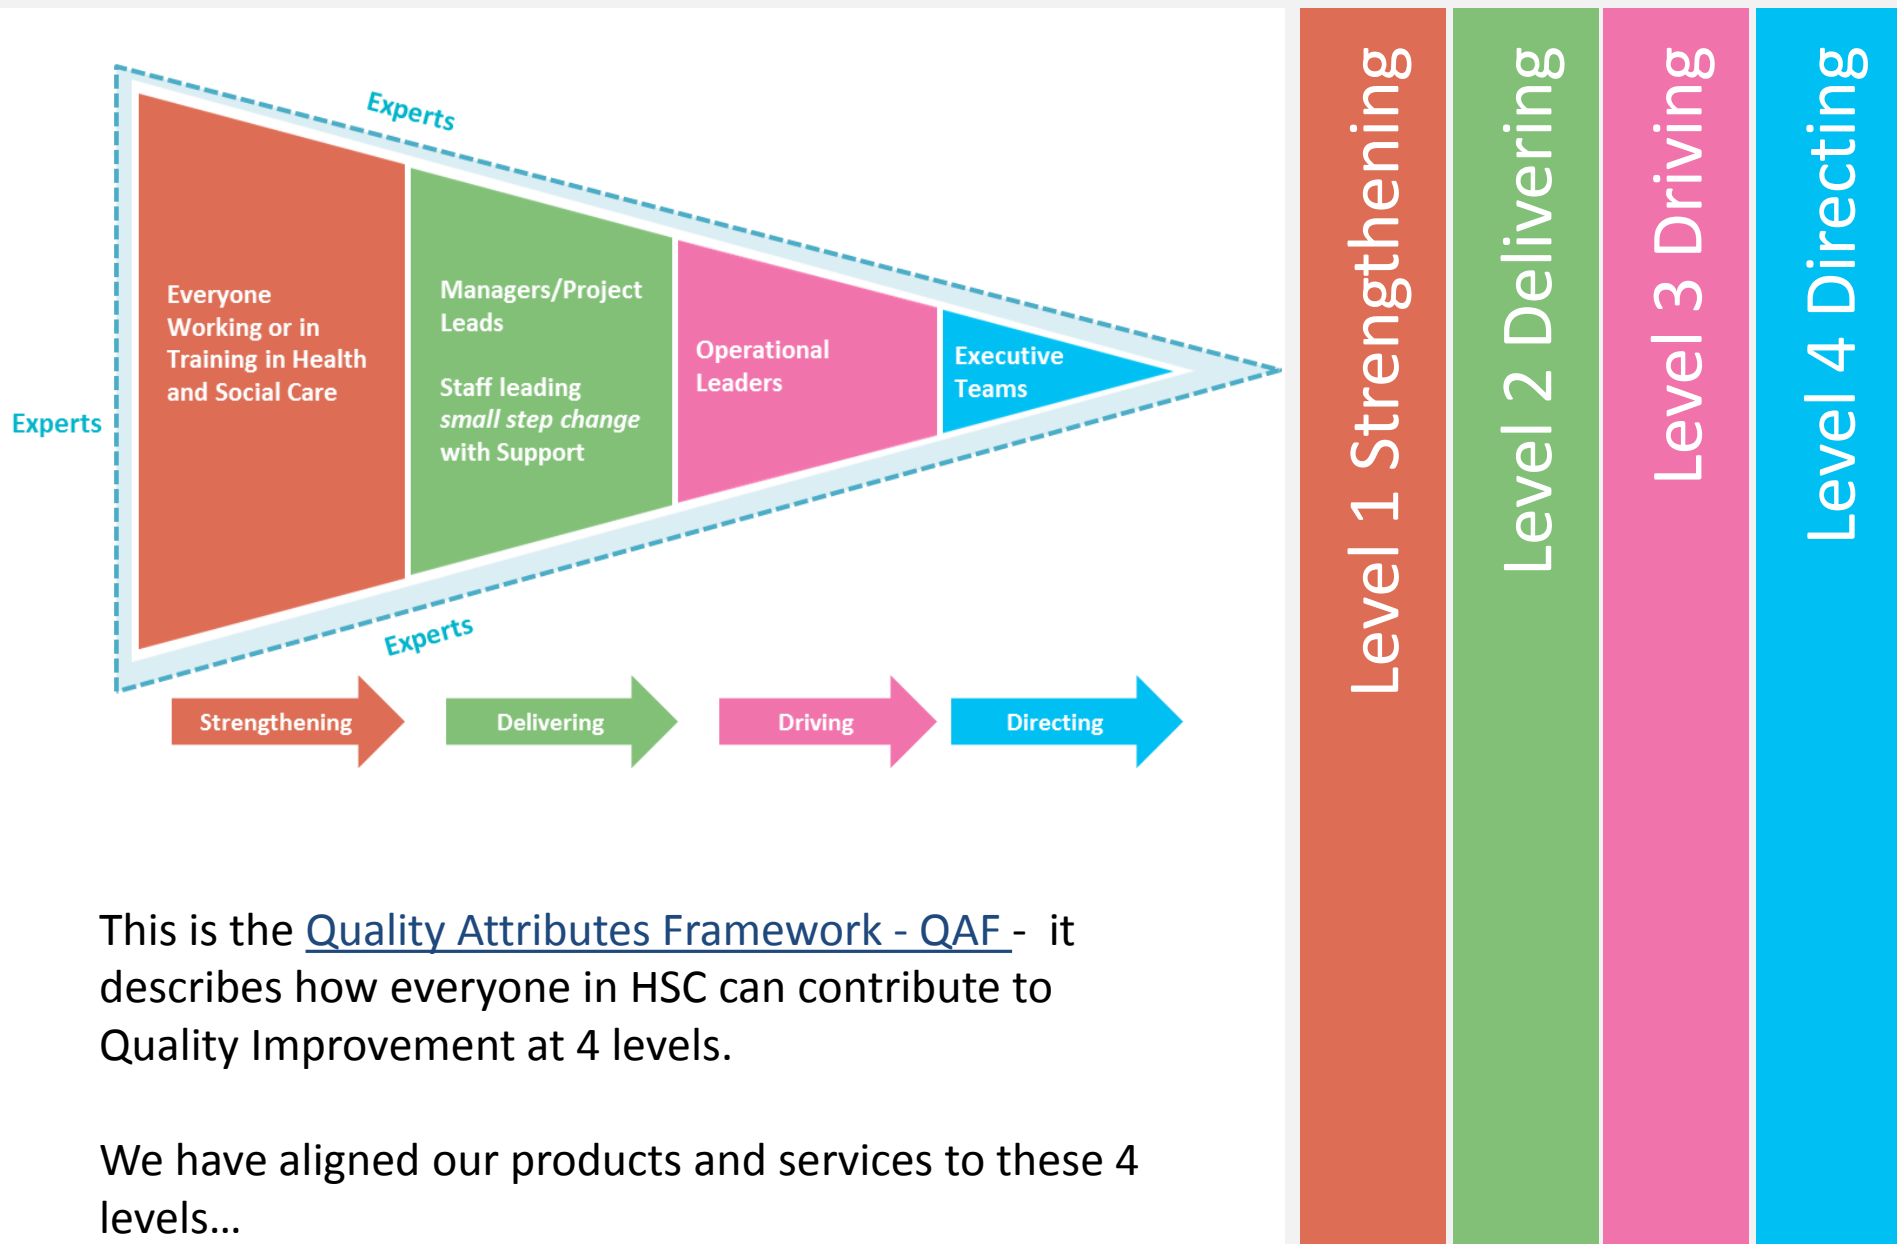 Experts
Everyone
Working or in
Training in Health
and Social Care
Managers/Project
Leads
Staff leading
small step change
with Support
Operational
Leaders
Executive
Teams
Experts
Experts
Strengthening
Delivering
Driving
Directing
This is the Quality Attributes Framework - QAF - it
describes how everyone in HSC can contribute to
Quality Improvement at 4 levels.
We have aligned our products and services to these 4
levels...
Level 1 Strengthening
Level 2 Delivering
Level 3 Driving
Level 4 Directing